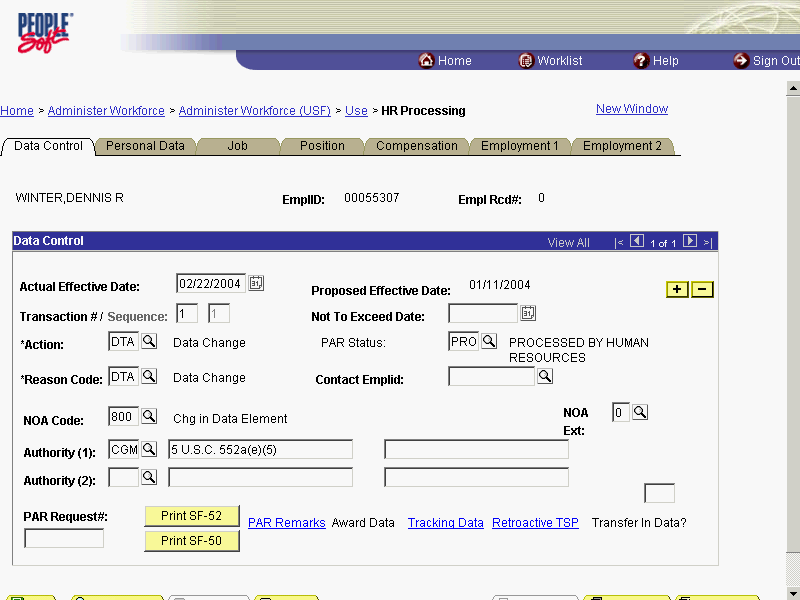 PEOPLE
Soft
Home Worklist Help Sign Out
Home > Administer Workforce > Administer Workforce (USF) > Use > HR Processing New Window
Data Control Personal Data Job Position Compensation Employment 1 Employment 2
WINTER,DENNIS R EmplID: 00055307 Empl Rcd#: 0
Data Control View All |< 1 of 1 >|
Actual Effective Date: 02/22/2004 Proposed Effective Date: 01/11/2004 + −
Transaction # / Sequence: 1 1 Not To Exceed Date:
*Action: DTA Data Change PAR Status: PRO PROCESSED BY HUMAN
RESOURCES
*Reason Code: DTA Data Change Contact Emplid:
NOA Code: 800 Chg in Data Element NOA 0
Ext:
Authority (1): CGM 5 U.S.C. 552a(e)(5)
Authority (2):
PAR Request#: Print SF-52 PAR Remarks Award Data Tracking Data Retroactive TSP Transfer In Data?
Print SF-50